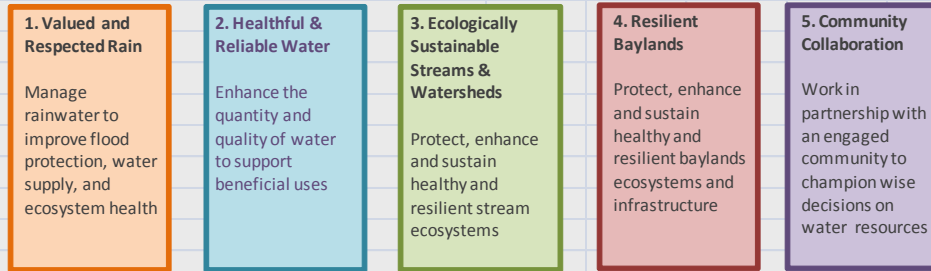 1. Valued and
Respected Rain
Manage
rainwater to
improve flood
protection, water
supply, and
ecosystem health
2. Healthful &
Reliable Water
Enhance the
quantity and
quality of water
to support
beneficial uses
3. Ecologically
Sustainable
Streams &
Watersheds
Protect, enhance
and sustain
healthy and
resilient stream
ecosystems
4. Resilient
Baylands
Protect, enhance
and sustain
healthy and
resilient baylands
ecosystems and
infrastructure
5. Community
Collaboration
Work in
partnership with
an engaged
community to
champion wise
decisions on
water resources